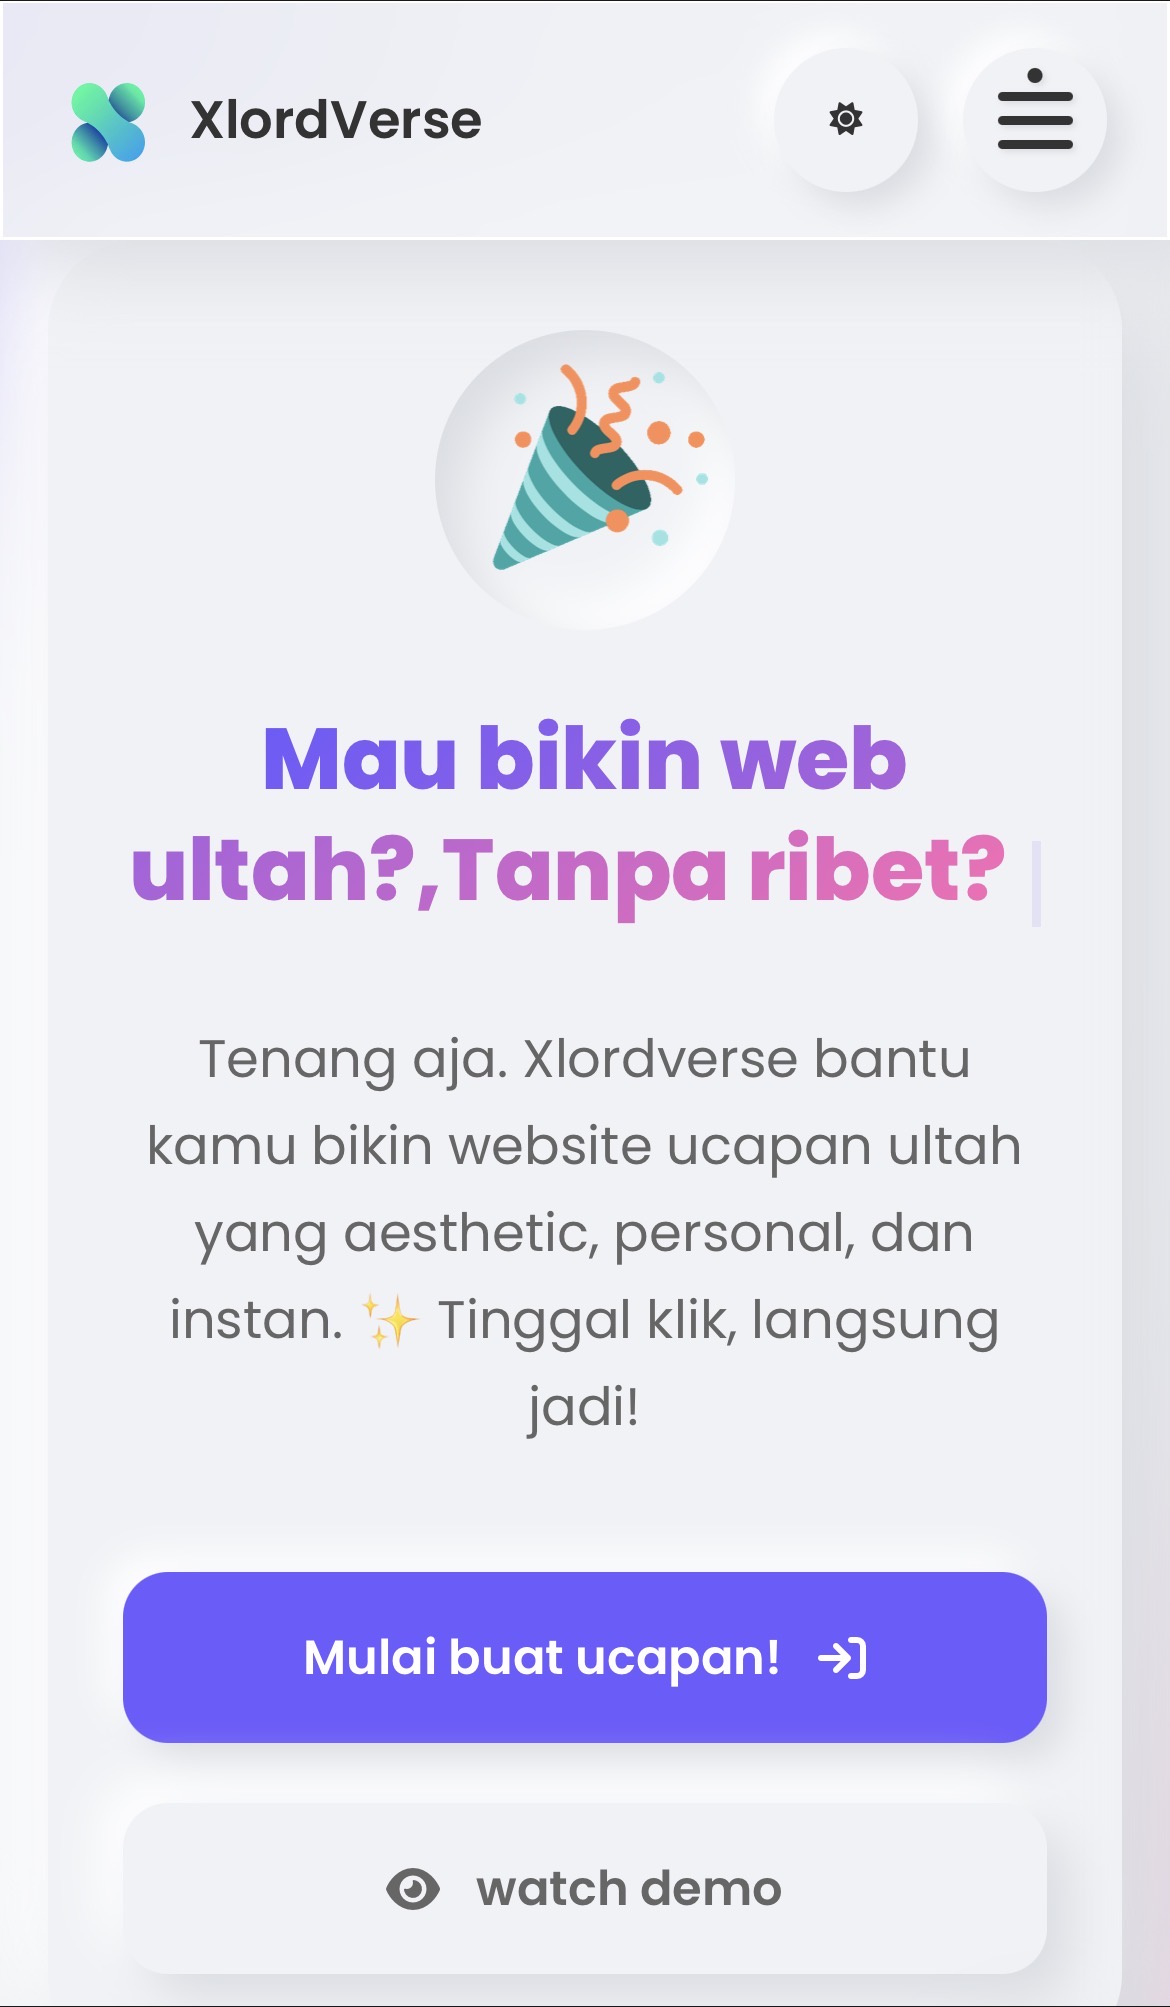 XlordVerse
Mau bikin web
ultah?,Tanpa ribet?
Tenang aja. Xlordverse bantu
kamu bikin website ucapan ultah
yang aesthetic, personal, dan
instan. ✨ Tinggal klik, langsung
jadi!
Mulai buat ucapan!
watch demo